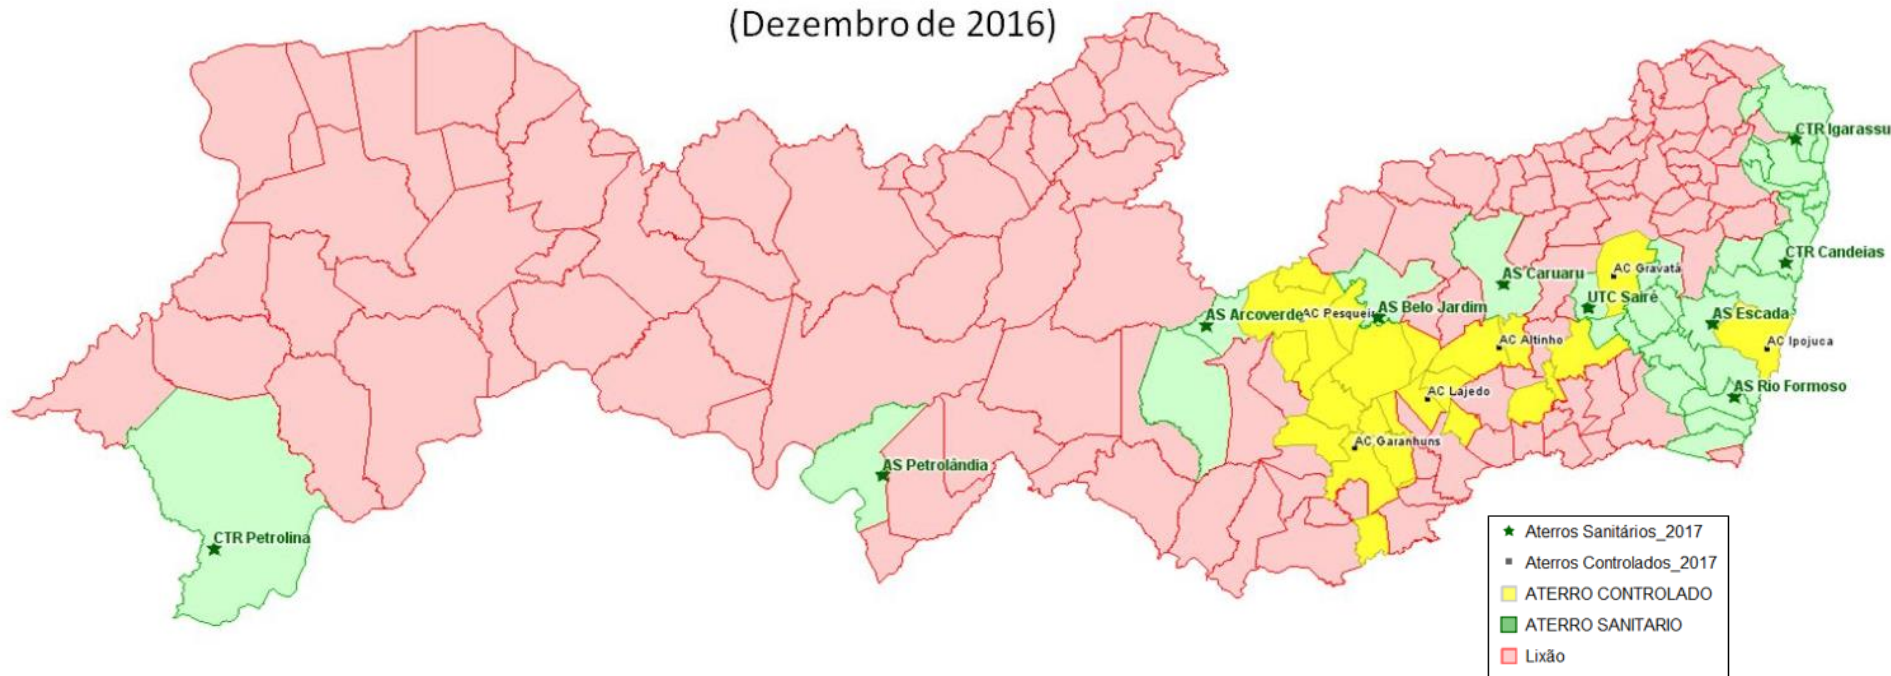 (Dezembro de 2016)
CTR Igarassu
CTR Candeias
AC Gravatá
AS Caruaru
UTC Sairé
AS Belo Jardim
AS Arcoverde
AC Pesqueir
AS Escada
AC Ipojuca
AC Altinho
AS Rio Formoso
AC Lajedo
AC Garanhuns
AS Petrolândia
CTR Petrolina
Aterros Sanitários_2017
Aterros Controlados_2017
ATERRO CONTROLADO
ATERRO SANITARIO
Lixão